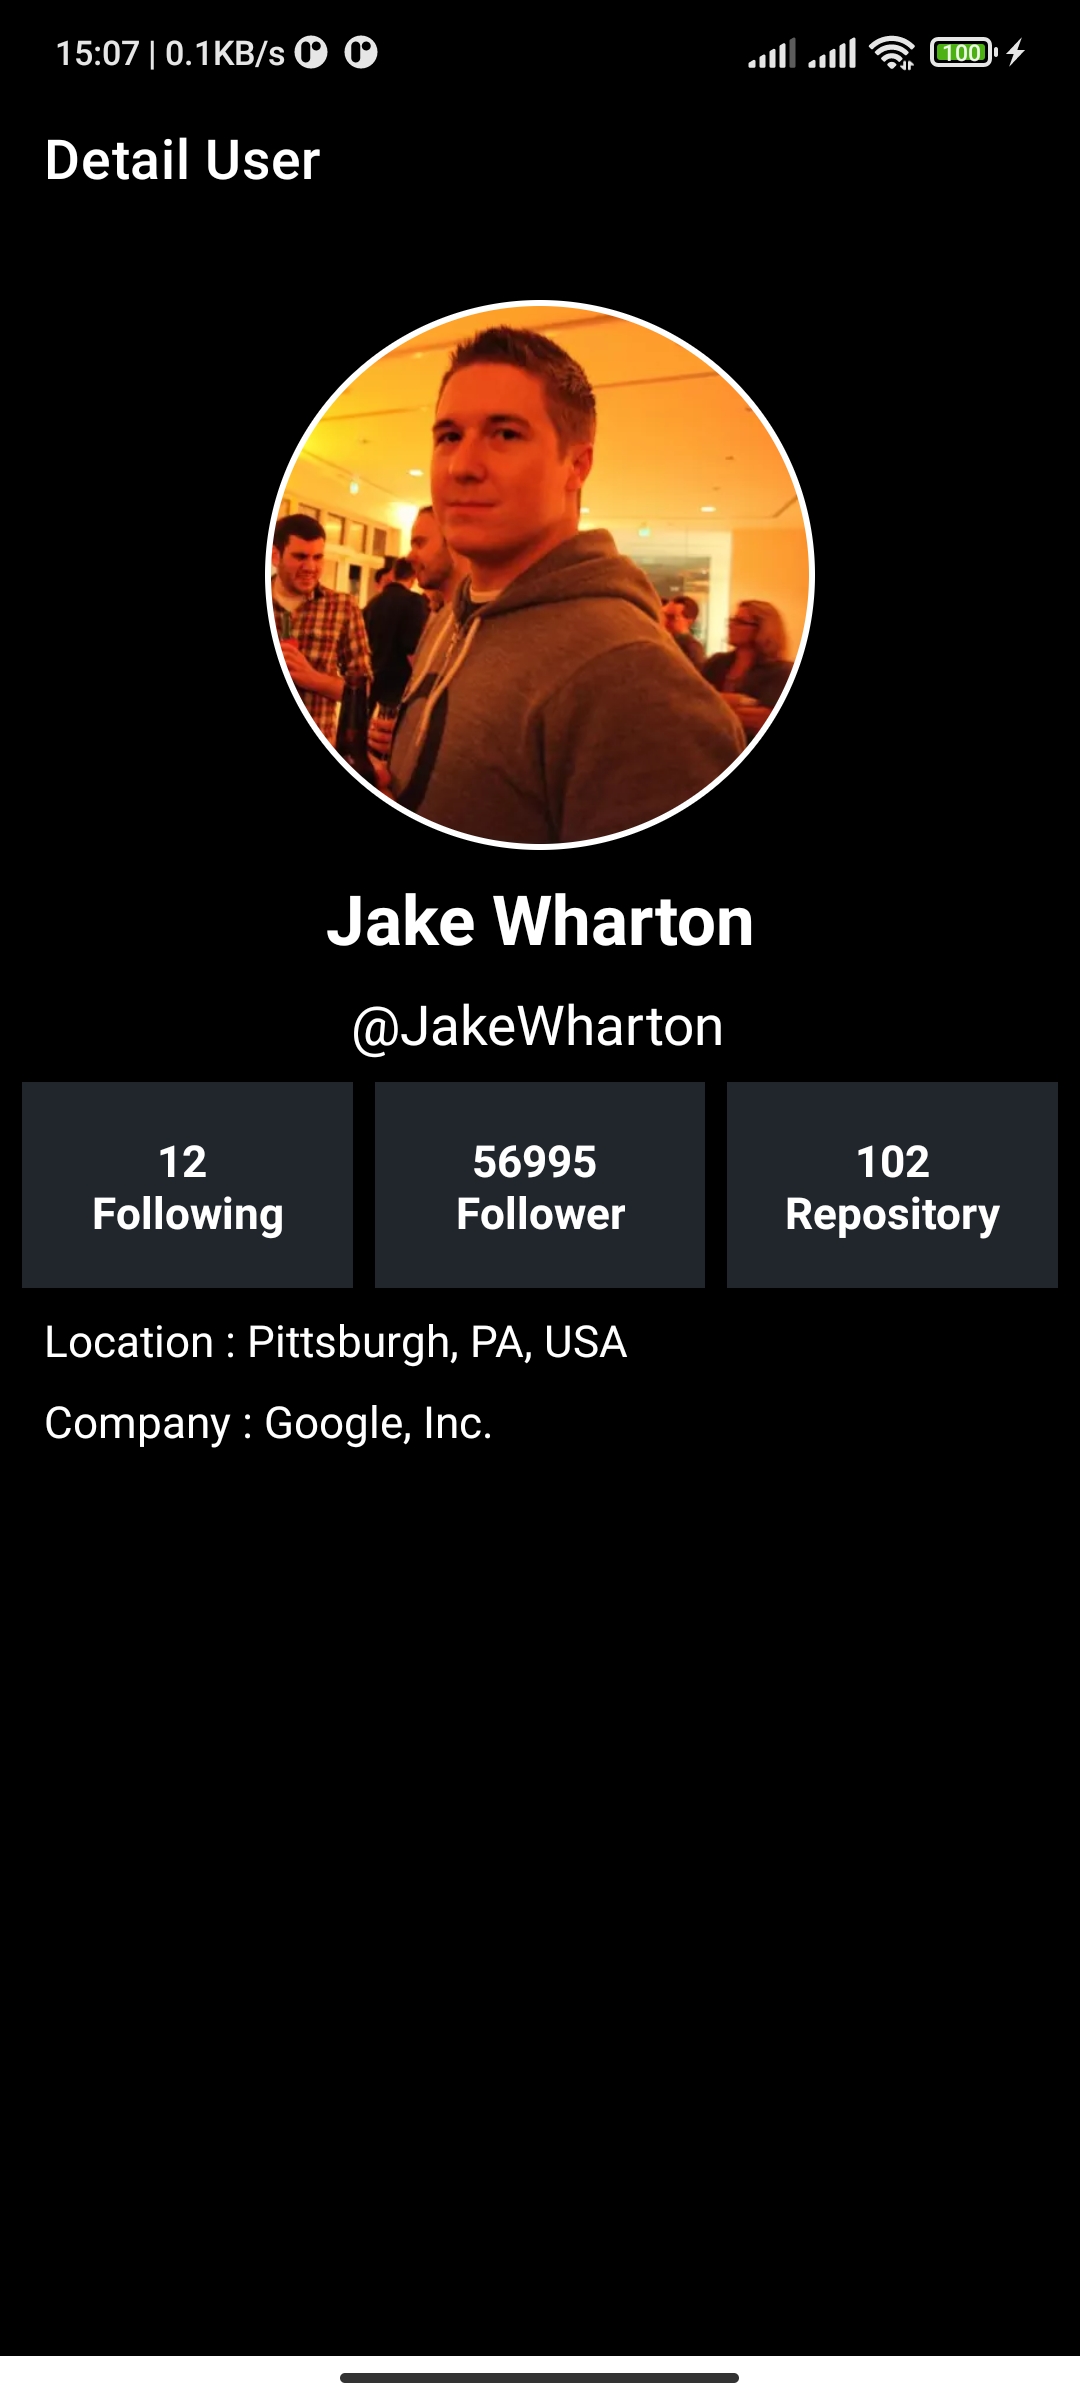 15:07 | 0.1KB/s
100
Detail User
Jake Wharton
@JakeWharton
12
Following
56995
Follower
102
Repository
Location : Pittsburgh, PA, USA
Company : Google, Inc.